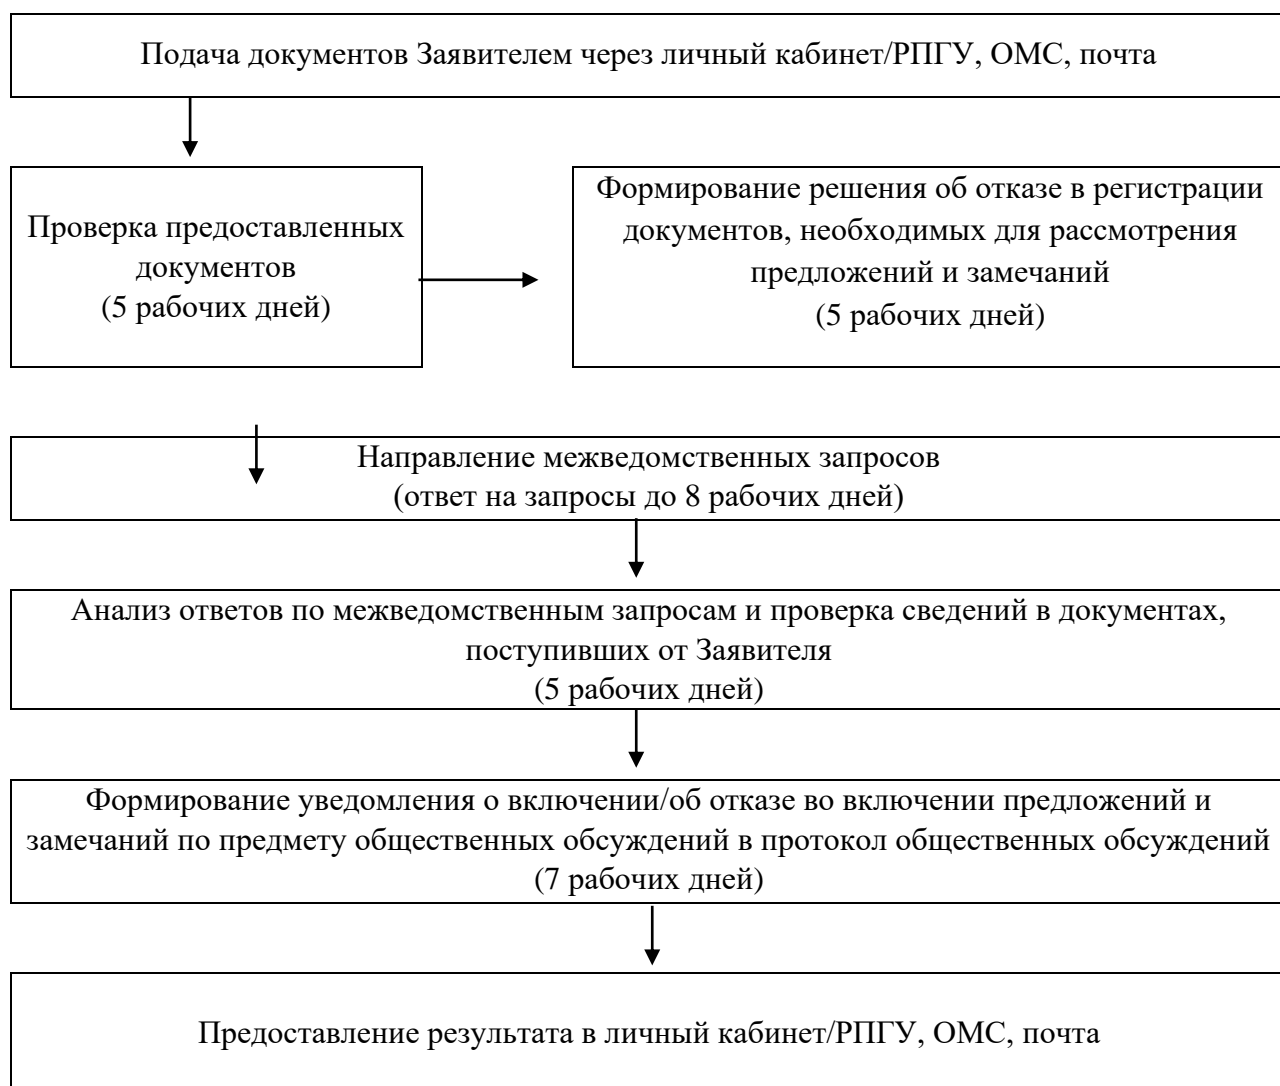 Подача документов Заявителем через личный кабинет/РПГУ, ОМС, почта
Проверка предоставленных
документов
(5 рабочих дней)
Формирование решения об отказе в регистрации
документов, необходимых для рассмотрения
предложений и замечаний
(5 рабочих дней)
Направление межведомственных запросов
(ответ на запросы до 8 рабочих дней)
Анализ ответов по межведомственным запросам и проверка сведений в документах,
поступивших от Заявителя
(5 рабочих дней)
Формирование уведомления о включении/об отказе во включении предложений и
замечаний по предмету общественных обсуждений в протокол общественных обсуждений
(7 рабочих дней)
Предоставление результата в личный кабинет/РПГУ, ОМС, почта